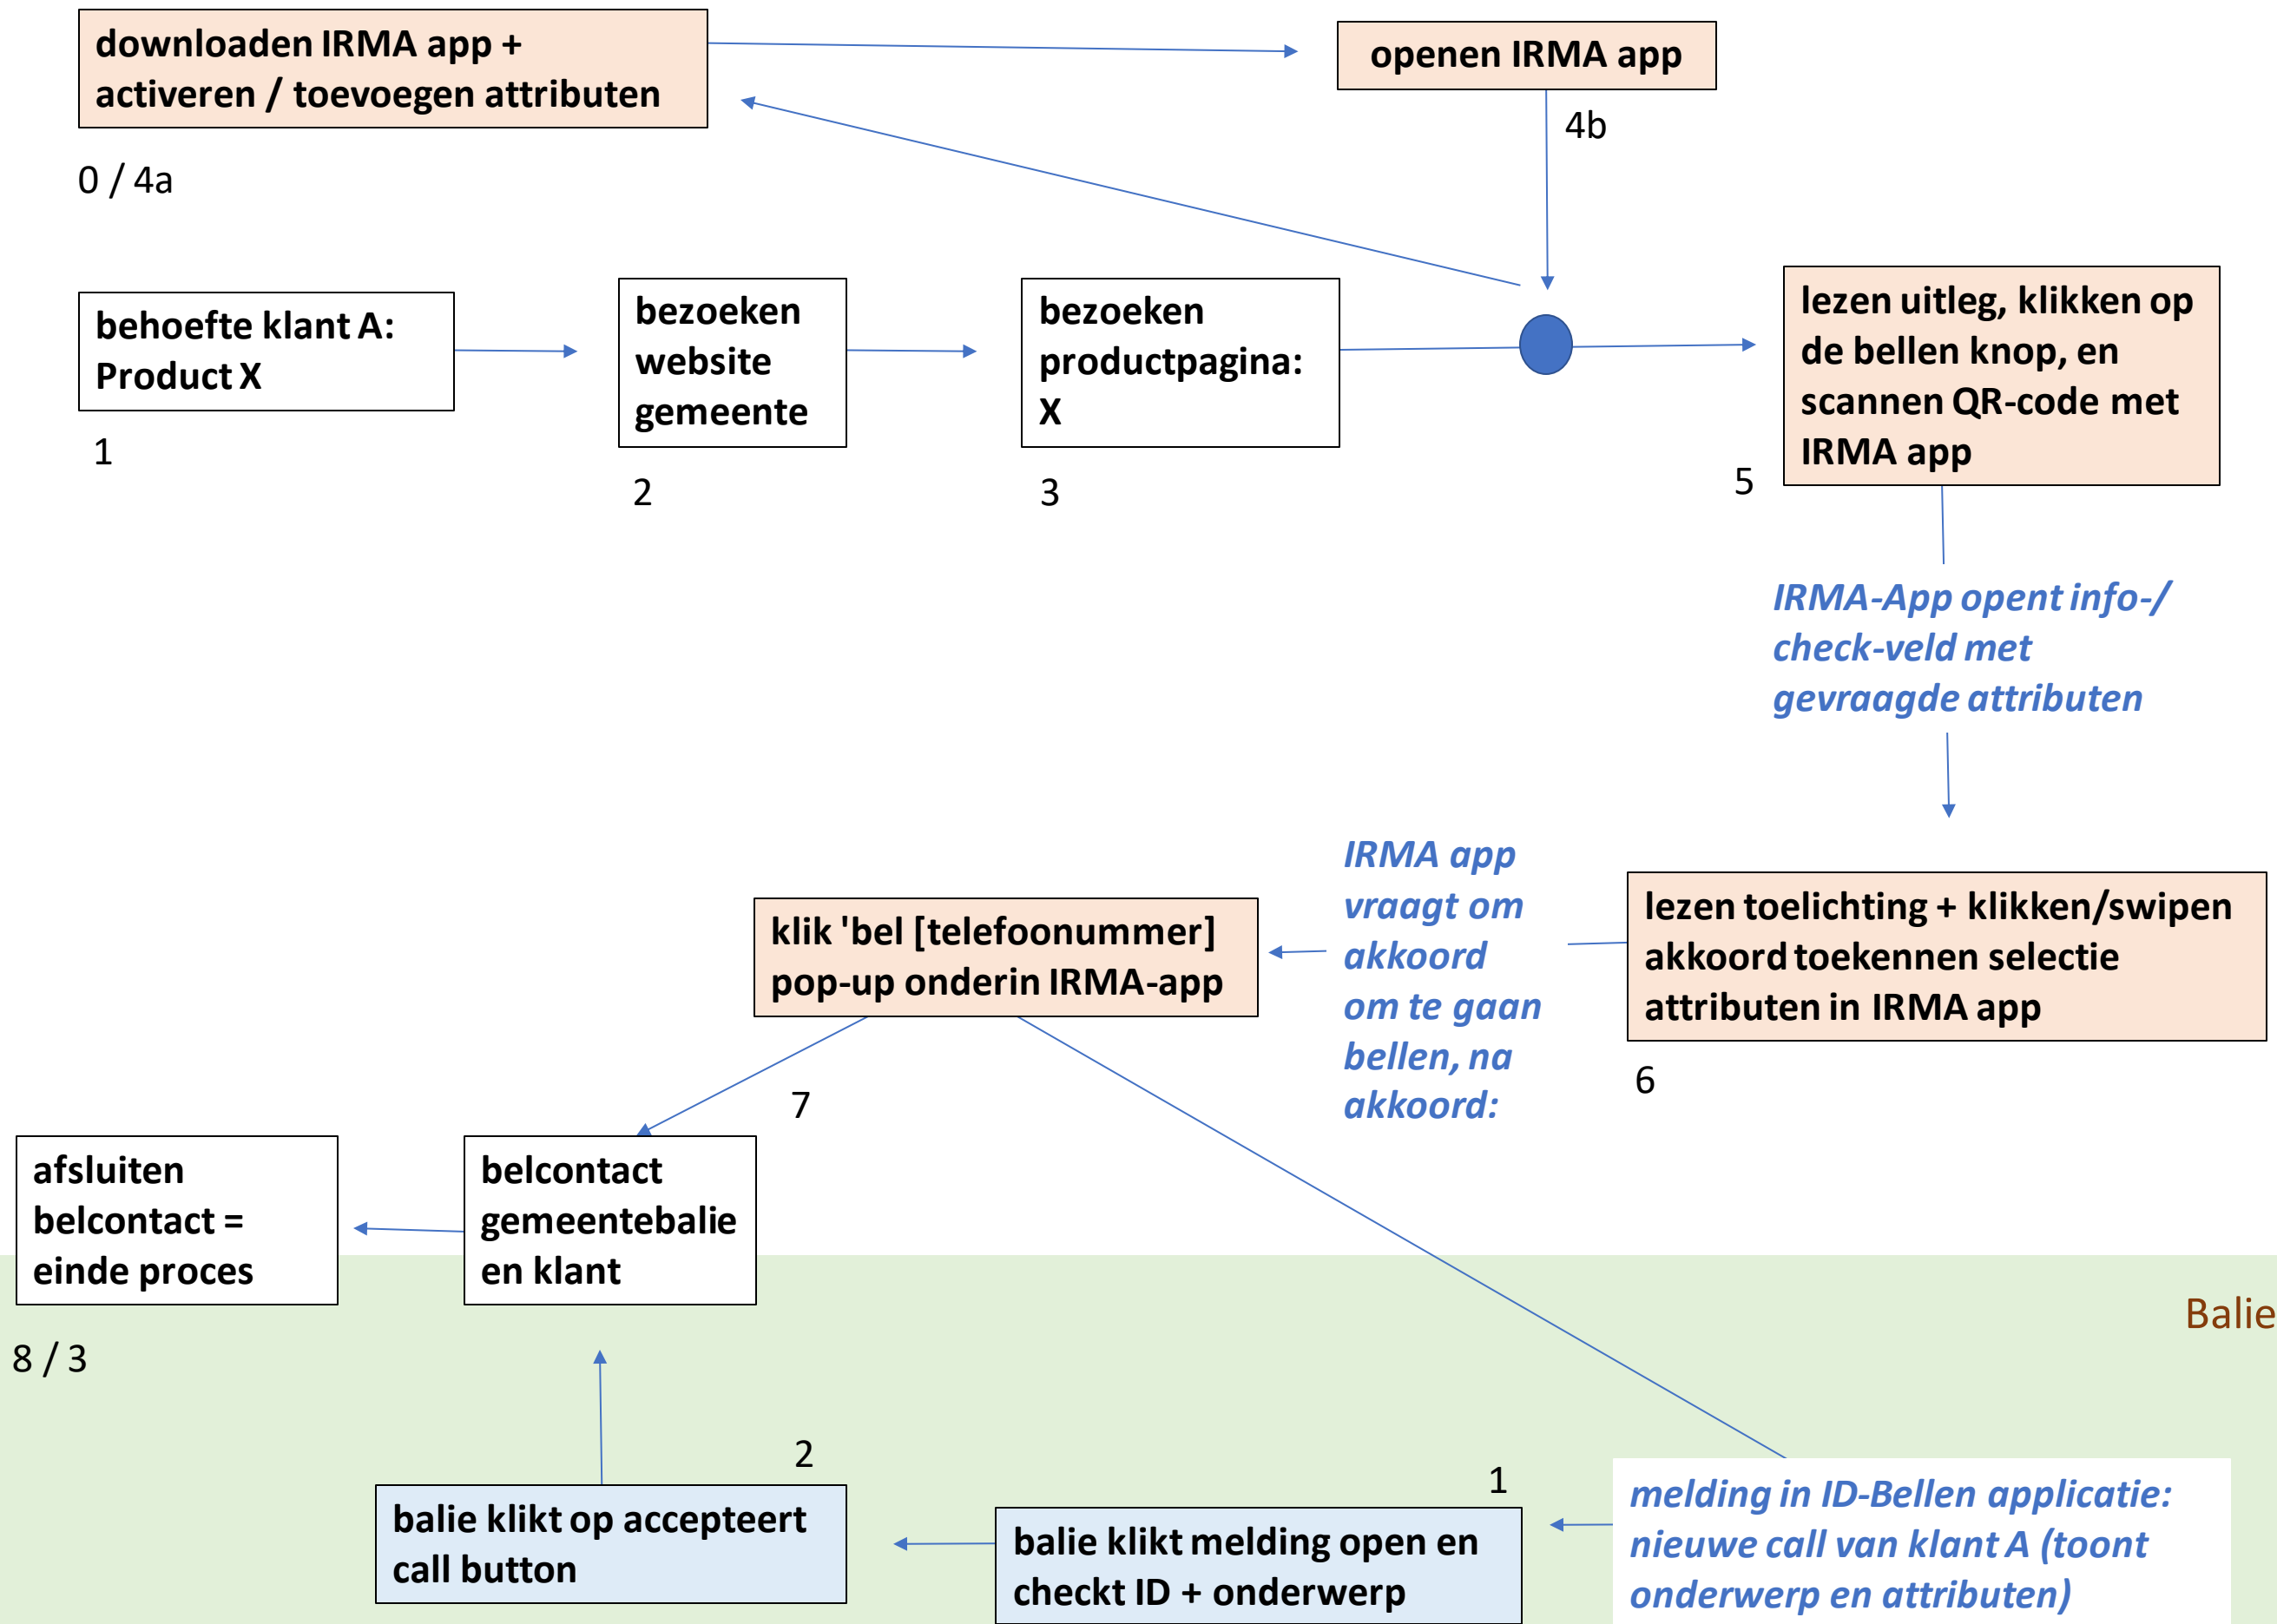 downloaden IRMA app +
activeren / toevoegen attributen
0 / 4a
openen IRMA app
4b
behoefte klant A:
Product X
1
bezoeken
website
gemeente
2
bezoeken
productpagina:
X
3
lezen uitleg, klikken op
de bellen knop, en
scannen QR-code met
IRMA app
5
IRMA-App opent info-/
check-veld met
gevraagde attributen
lezen toelichting + klikken/swipen
akkoord toekennen selectie
attributen in IRMA app
6
IRMA app
vraagt om
akkoord
om te gaan
bellen, na
akkoord:
klik 'bel [telefoonummer]
pop-up onderin IRMA-app
7
belcontact
gemeentebalie
en klant
afsluiten
belcontact =
einde proces
8 / 3
Balie
melding in ID-Bellen applicatie:
nieuwe call van klant A (toont
onderwerp en attributen)
1
balie klikt melding open en
checkt ID + onderwerp
2
balie klikt op accepteert
call button